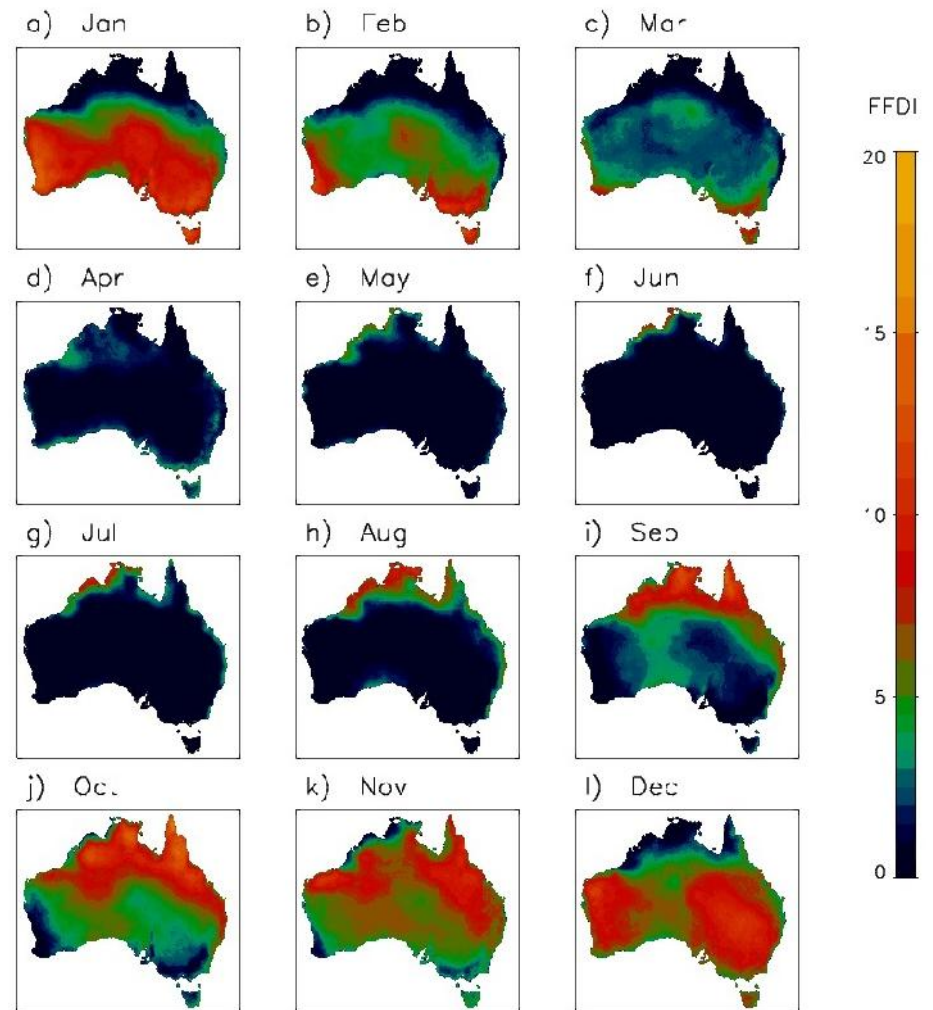 a) Jan
b) Feb
c) Mar
d) Apr
e) May
f) Jun
g) Jul
h) Aug
i) Sep
j) Oct
k) Nov
l) Dec
FFDI
20
15
10
5
0